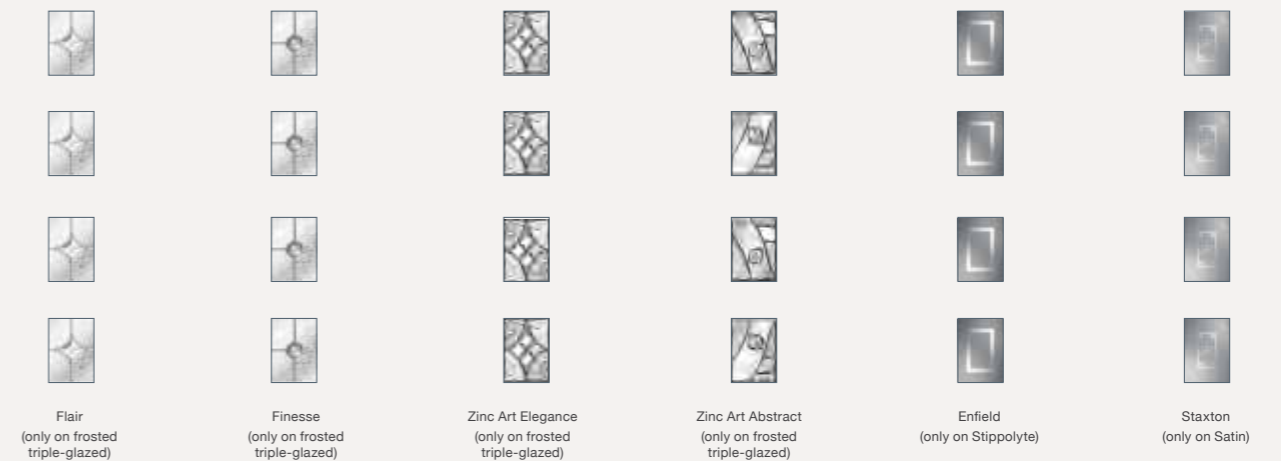 Flair
(only on frosted
triple-glazed)
Finesse
(only on frosted
triple-glazed)
Zinc Art Elegance
(only on frosted
triple-glazed)
Zinc Art Abstract
(only on frosted
triple-glazed)
Enfield
(only on Stippolyte)
Staxton
(only on Satin)